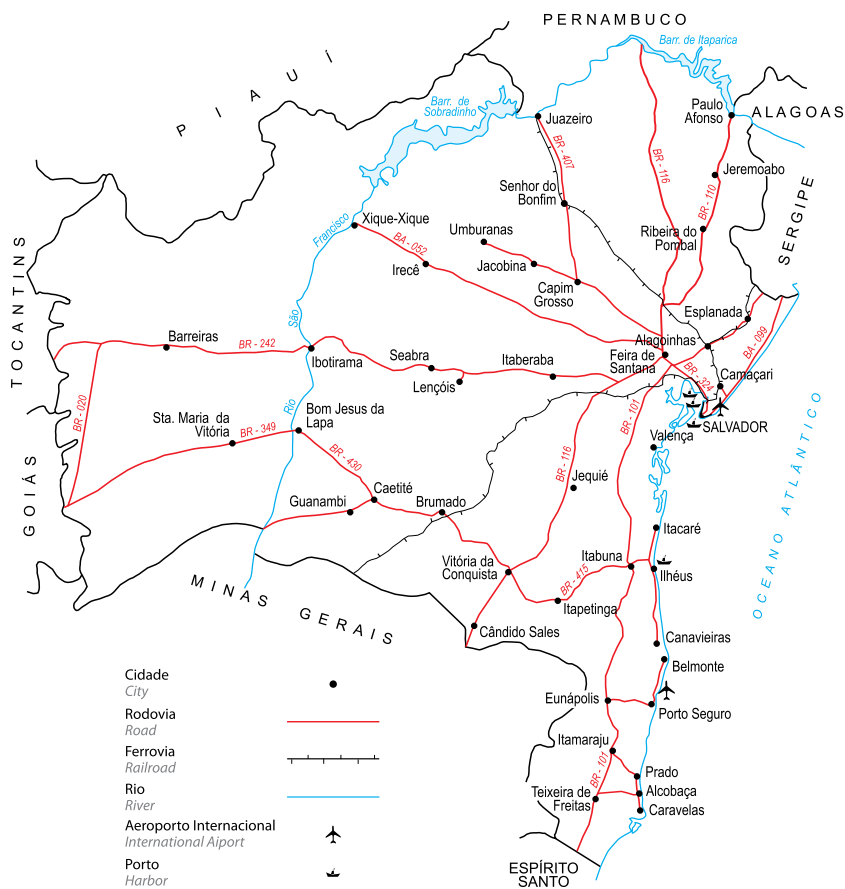 PERNAMBUCO
Barr. de Itaparica
PIAUÍ
Barr. de
Sobradinho
Juazeiro
Paulo
Afonso
ALAGOAS
BR - 407
BR - 116
BR - 110
Jeremoabo
Senhor do
Bonfim
SERGIPE
Francisco
Xique-Xique
Umburanas
Ribeira do
Pombal
BA - 052
Irecê
Jacobina
Capim
Grosso
TOCANTINS
São
Esplanada
Barreiras
BR - 242
Ibotirama
Seabra
Itaberaba
Alagoinhas
Feira de
Santana
BA - 099
Lençóis
BR - 324
Camaçari
BR - 020
Rio
Sta. Maria da
Vitória
BR - 349
Bom Jesus da
Lapa
BR - 101
SALVADOR
Valença
OCEANO ATLÂNTICO
GOIÁS
BR - 430
BR - 116
Jequié
Guanambi
Caetité
Brumado
Itacaré
Vitória da
Conquista
Itabuna
BR - 415
Ilhéus
MINAS GERAIS
Itapetinga
Cândido Sales
Canavieiras
Belmonte
Eunápolis
Porto Seguro
Itamaraju
BR - 101
Prado
Teixeira de
Freitas
Alcobaça
Caravelas
ESPÍRITO
SANTO
Cidade
City
Rodovia
Road
Ferrovia
Railroad
Rio
River
Aeroporto Internacional
International Aiport
Porto
Harbor